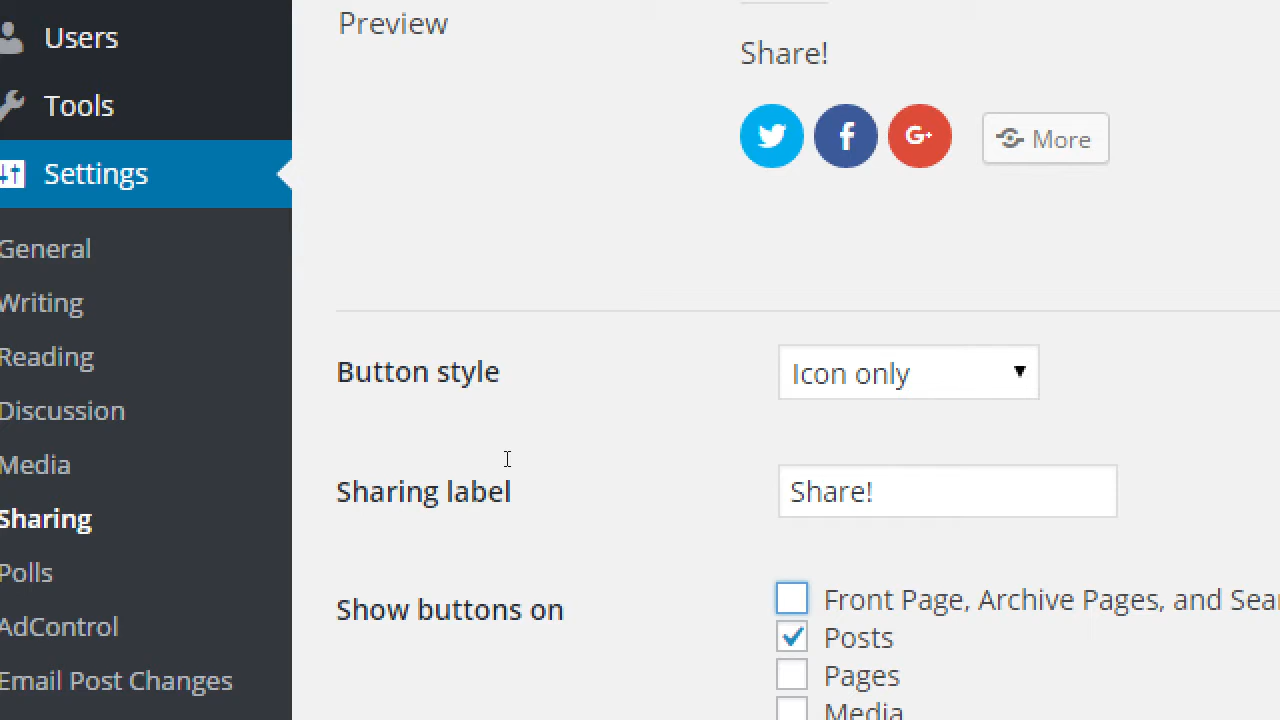 Users
Tools
Settings
General
Writing
Reading
Discussion
Media
Sharing
Polls
AdControl
Email Post Changes
Preview
Share!
More
Button style
Icon only
Sharing label
Share!
Show buttons on
Front Page, Archive Pages, and
Posts
Pages
Media